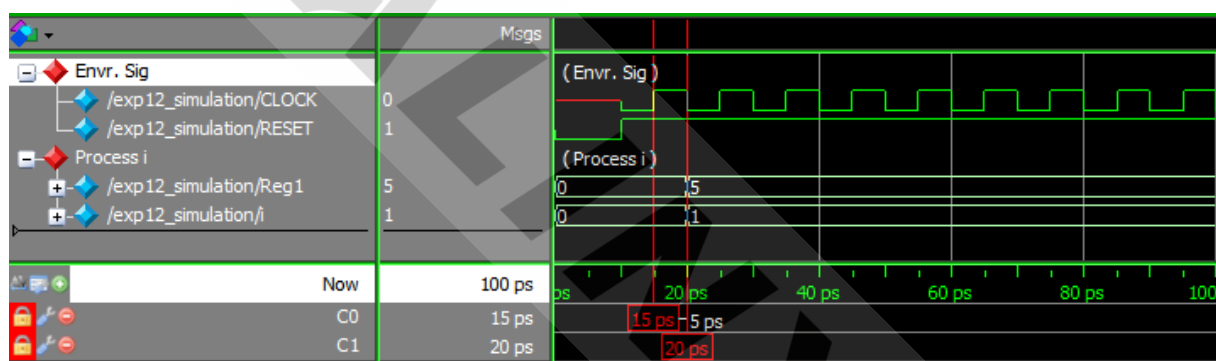 Msgs
Envr. Sig
( Envr. Sig )
/exp12_simulation/CLOCK 0
/exp12_simulation/RESET 1
Process i
( Process i )
/exp12_simulation/Reg1 5 0 5
/exp12_simulation/i 1 0 1
Now 100 ps ps 20 ps 40 ps 60 ps 80 ps 100
C0 15 ps 15 ps 5 ps
C1 20 ps 20 ps